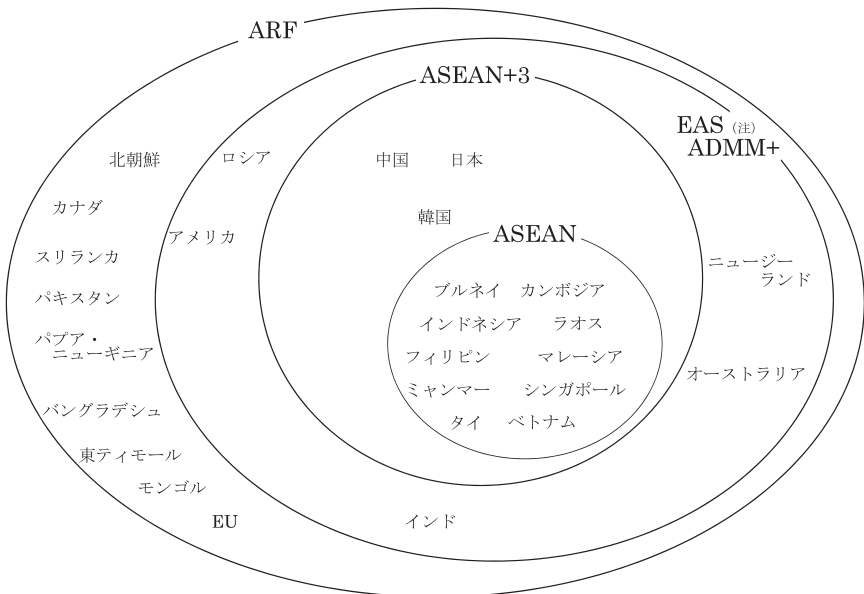 ARF
ASEAN+3
EAS (注)
ADMM+
北朝鮮
ロシア
中国
日本
カナダ
韓国
アメリカ
ASEAN
スリランカ
ニュージー
ランド
ブルネイ
カンボジア
パキスタン
インドネシア
ラオス
パプア・
ニューギニア
フィリピン
マレーシア
オーストラリア
ミャンマー
シンガポール
バングラデシュ
タイ
ベトナム
東ティモール
モンゴル
EU
インド